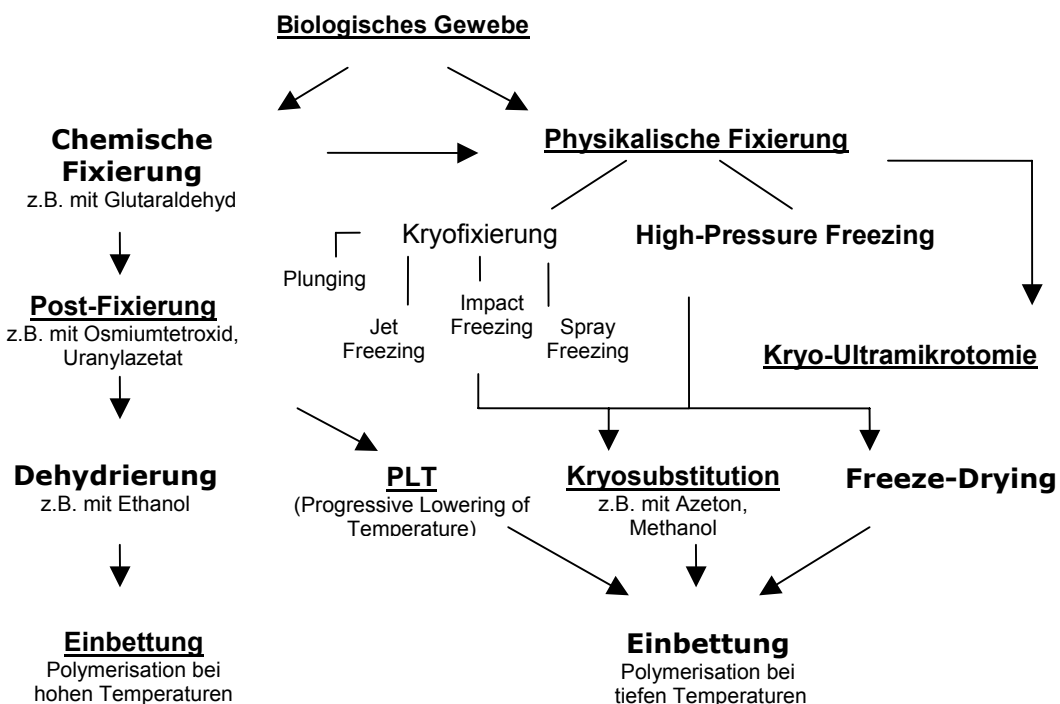 Biologisches Gewebe
Chemische
Fixierung
z.B. mit Glutaraldehyd
Physikalische Fixierung
Kryofixierung
High-Pressure Freezing
Plunging
Jet
Freezing
Impact
Freezing
Spray
Freezing
Post-Fixierung
z.B. mit Osmiumtetroxid,
Uranylazetat
Kryo-Ultramikrotomie
Dehydrierung
z.B. mit Ethanol
PLT
(Progressive Lowering of
Temperature)
Kryosubstitution
z.B. mit Azeton,
Methanol
Freeze-Drying
Einbettung
Polymerisation bei
hohen Temperaturen
Einbettung
Polymerisation bei
tiefen Temperaturen